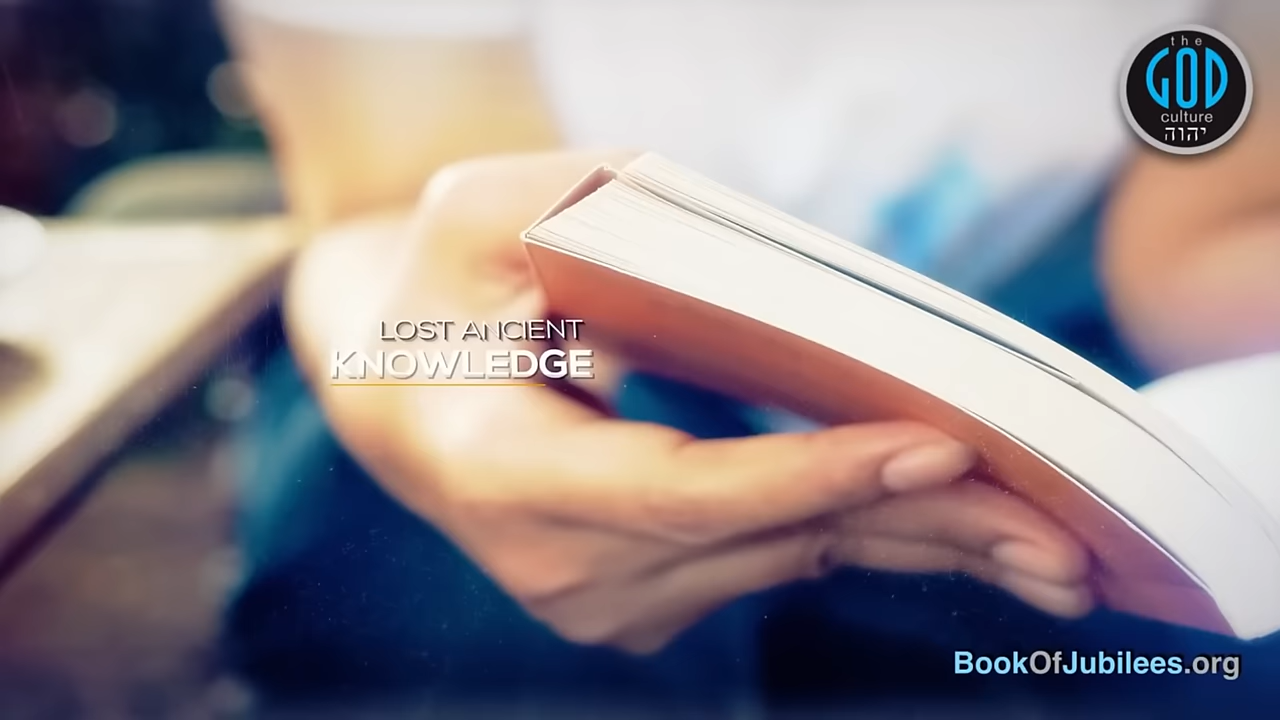 the
GOD
culture
יהוה
LOST ANCIENT
KNOWLEDGE
BookOfJubilees.org